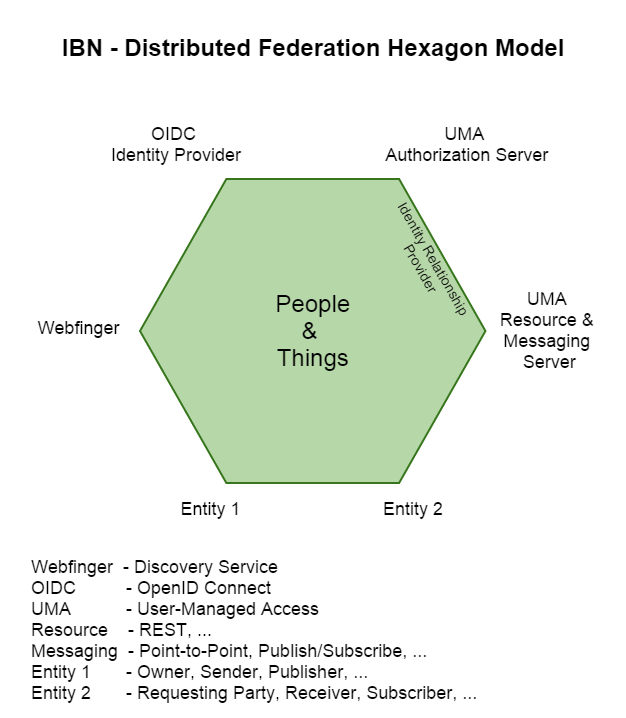 IBN - Distributed Federation Hexagon Model
OIDC
Identity Provider
UMA
Authorization Server
Identity Relationship
Provider
People
&
Things
Webfinger
UMA
Resource &
Messaging
Server
Entity 1
Entity 2
Webfinger - Discovery Service
OIDC - OpenID Connect
UMA - User-Managed Access
Resource - REST, ...
Messaging - Point-to-Point, Publish/Subscribe, ...
Entity 1 - Owner, Sender, Publisher, ...
Entity 2 - Requesting Party, Receiver, Subscriber, ...